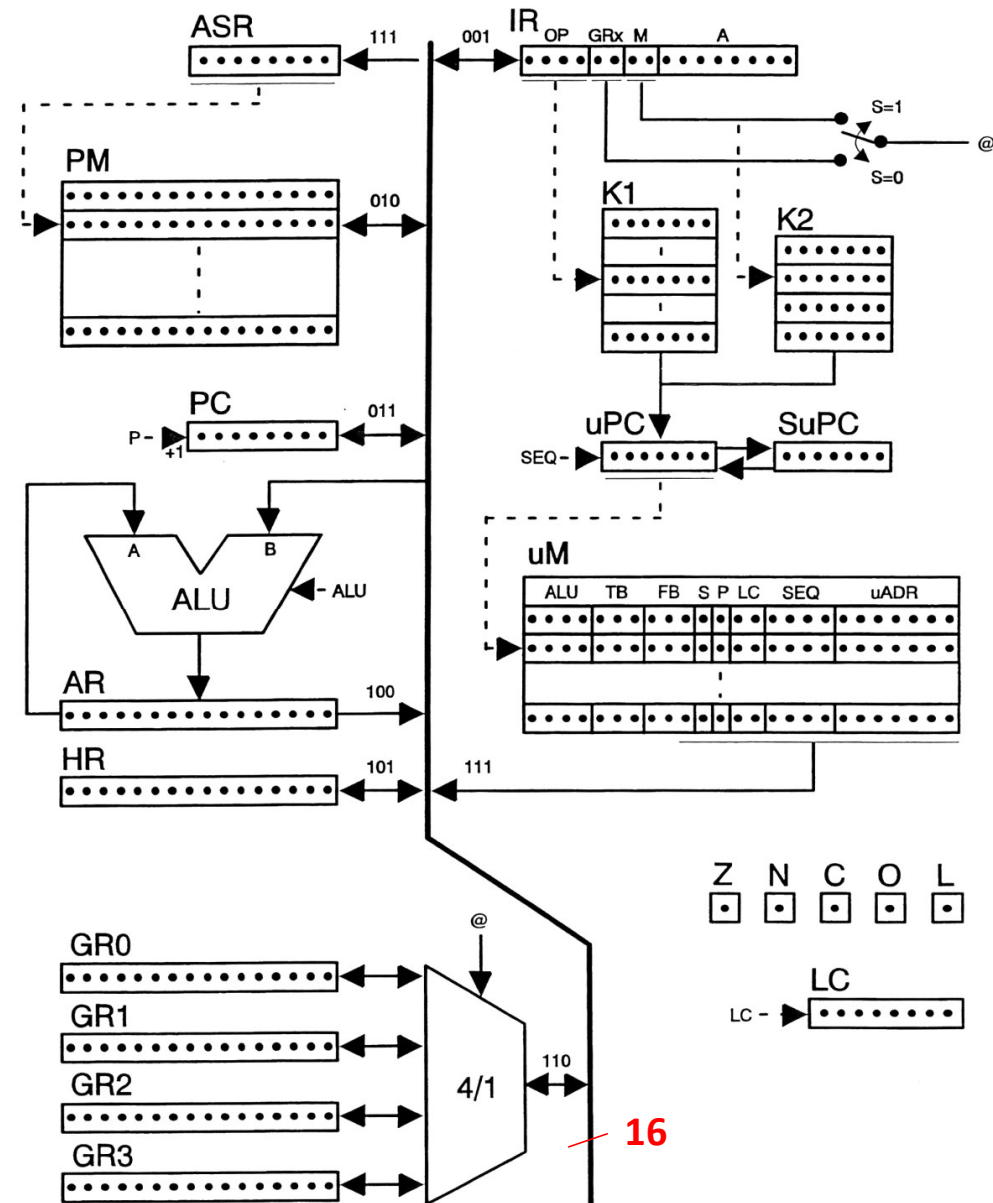 ASR
111
001
IR
OP
GRx
M
A
S=1
@
S=0
PM
010
K1
K2
PC
011
P
+1
uPC
SuPC
SEQ
A
B
ALU
ALU
uM
ALU TB FB S P LC SEQ uADR
AR
100
HR
101
111
Z N C O L
@
GR0
LC
LC
GR1
GR2
4/1
110
16
GR3